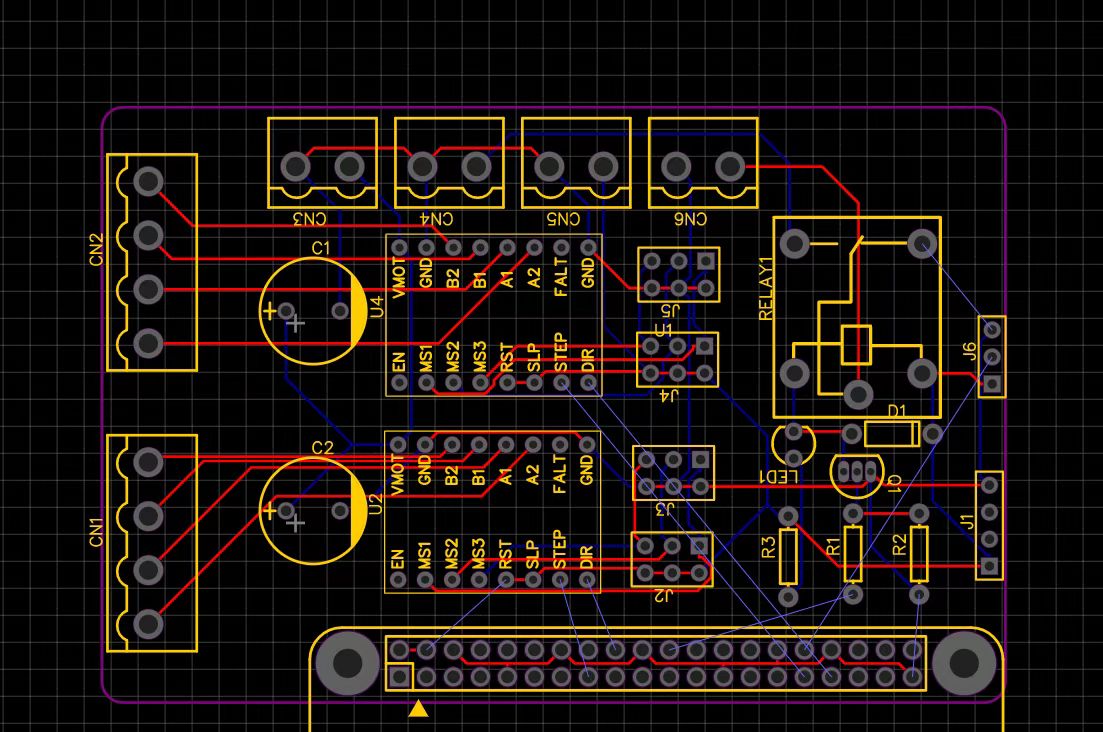 CN3
CN4
CN5
CN6
CN2
C1
U4
VMOT
GND
B2
B1
A1
A2
FALT
GND
EN
MS1
MS2
MS3
RST
SLP
STEP
DIR
J5
U1
J4
RELAY1
J6
D1
CN1
C2
U2
VMOT
GND
B2
B1
A1
A2
FALT
GND
EN
MS1
MS2
MS3
RST
SLP
STEP
DIR
J3
J2
LED1
Q1
R3
R1
R2
J1